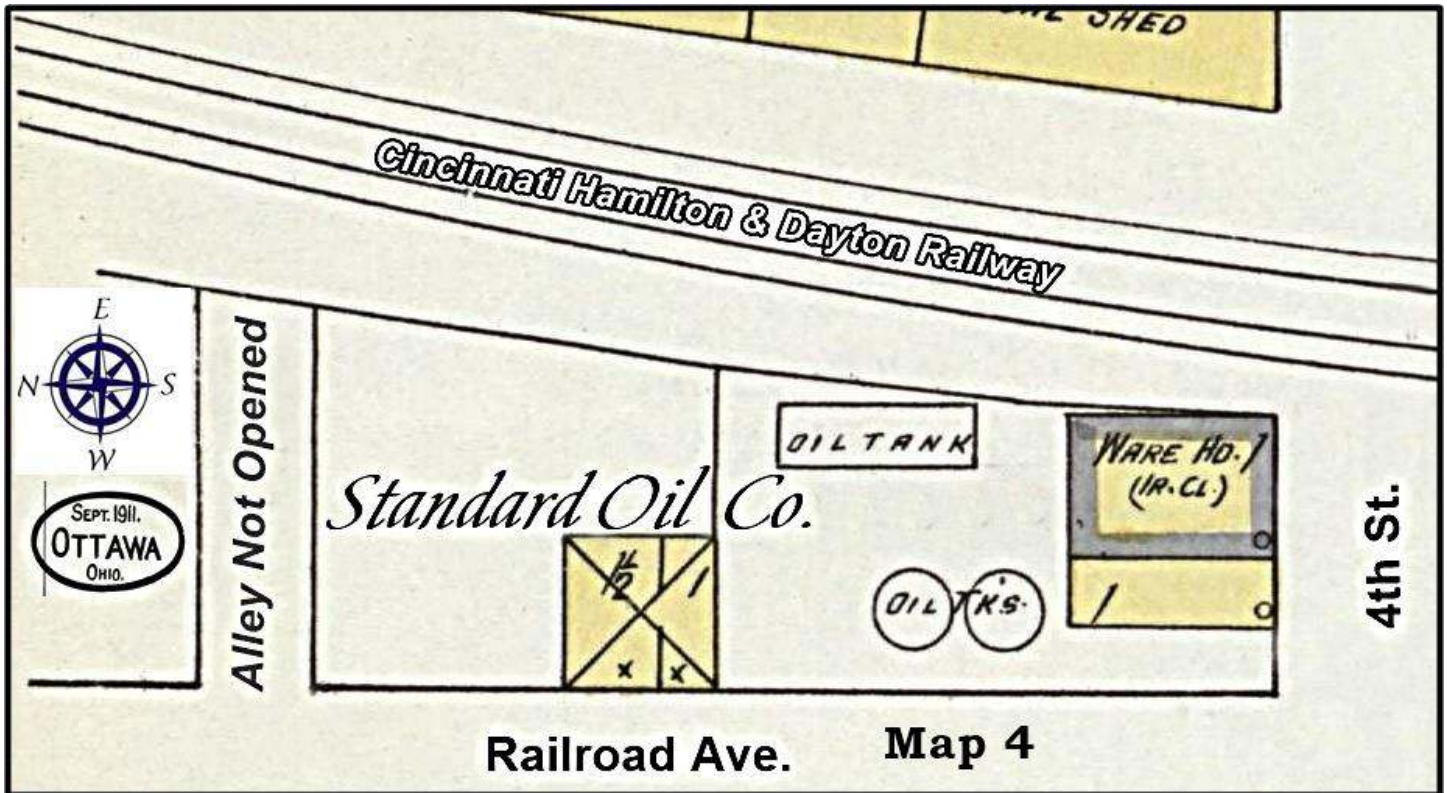 SHED
Cincinnati Hamilton & Dayton Railway
E
N
S
W
SEPT. 1911.
OTTAWA
OHIO.
Alley Not Opened
Standard Oil Co.
OIL TANK
WARE HO. 1
(IR. CL.)
1
OIL TKS.
1
1/2
x
x
4th St.
Railroad Ave.
Map 4